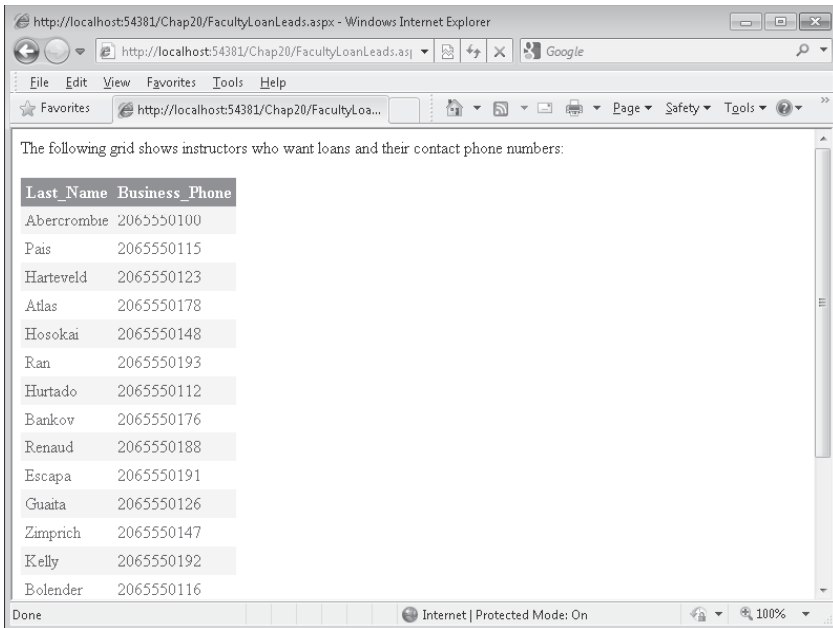 http://localhost:54381/Chap20/FacultyLoanLeads.aspx - Windows Internet Explorer
http://localhost:54381/Chap20/FacultyLoanLeads.asp
Google
File Edit View Favorites Tools Help
Favorites
http://localhost:54381/Chap20/FacultyLoa...
Page Safety Tools
The following grid shows instructors who want loans and their contact phone numbers:
Last_Name Business_Phone
Abercrombie 2065550100
Pais 2065550115
Harteveld 2065550123
Atlas 2065550178
Hosokai 2065550148
Ran 2065550193
Hurtado 2065550112
Bankov 2065550176
Renaud 2065550188
Escapa 2065550191
Guaita 2065550126
Zimprich 2065550147
Kelly 2065550192
Bolender 2065550116
Done
Internet | Protected Mode: On
100%